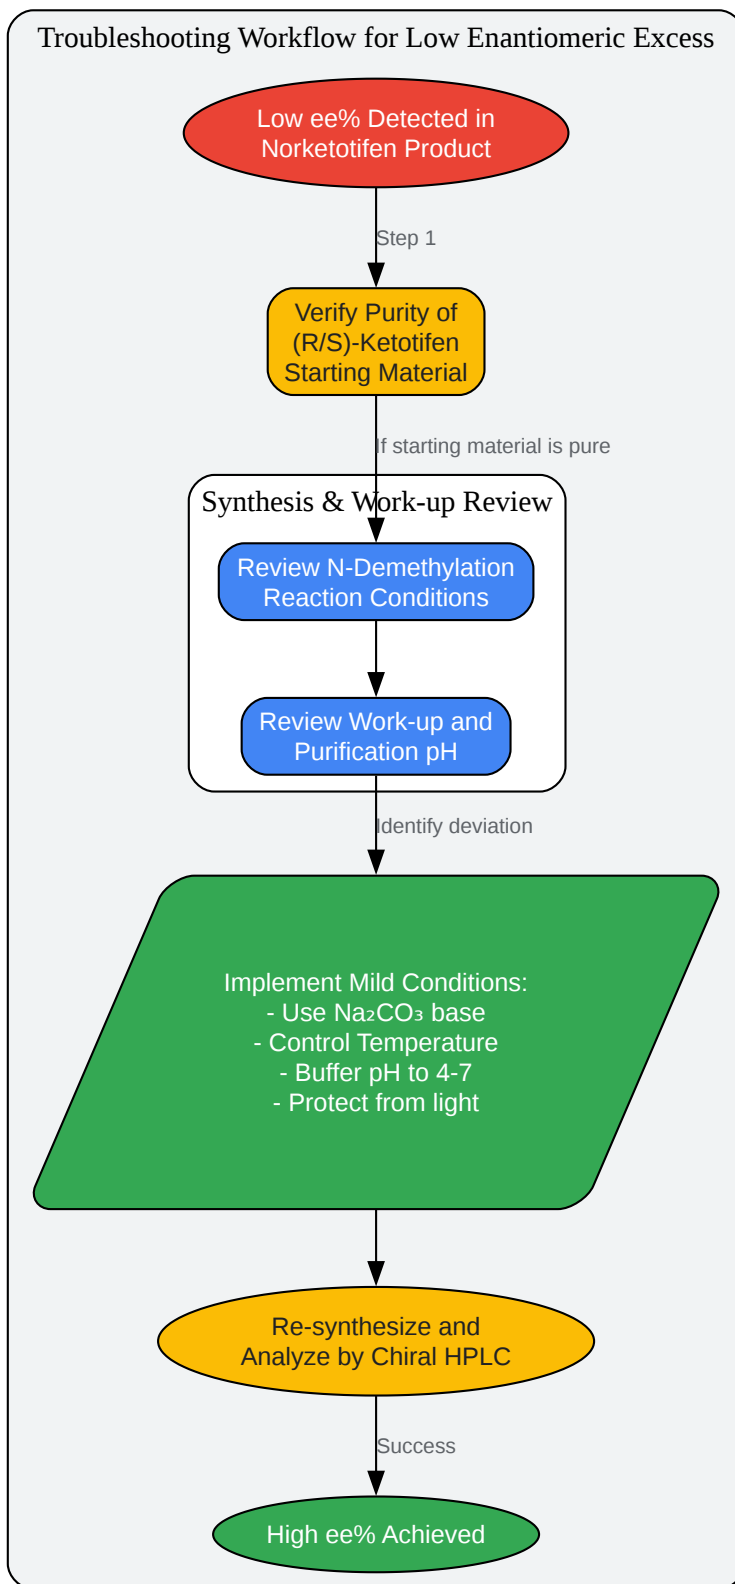 Troubleshooting Workflow for Low Enantiomeric Excess
Low ee% Detected in
Norketotifen Product
Step 1
Verify Purity of
(R/S)-Ketotifen
Starting Material
If starting material is pure
Synthesis & Work-up Review
Review N-Demethylation
Reaction Conditions
Review Work-up and
Purification pH
Identify deviation
Implement Mild Conditions:
- Use Na₂CO₃ base
- Control Temperature
- Buffer pH to 4-7
- Protect from light
Re-synthesize and
Analyze by Chiral HPLC
Success
High ee% Achieved